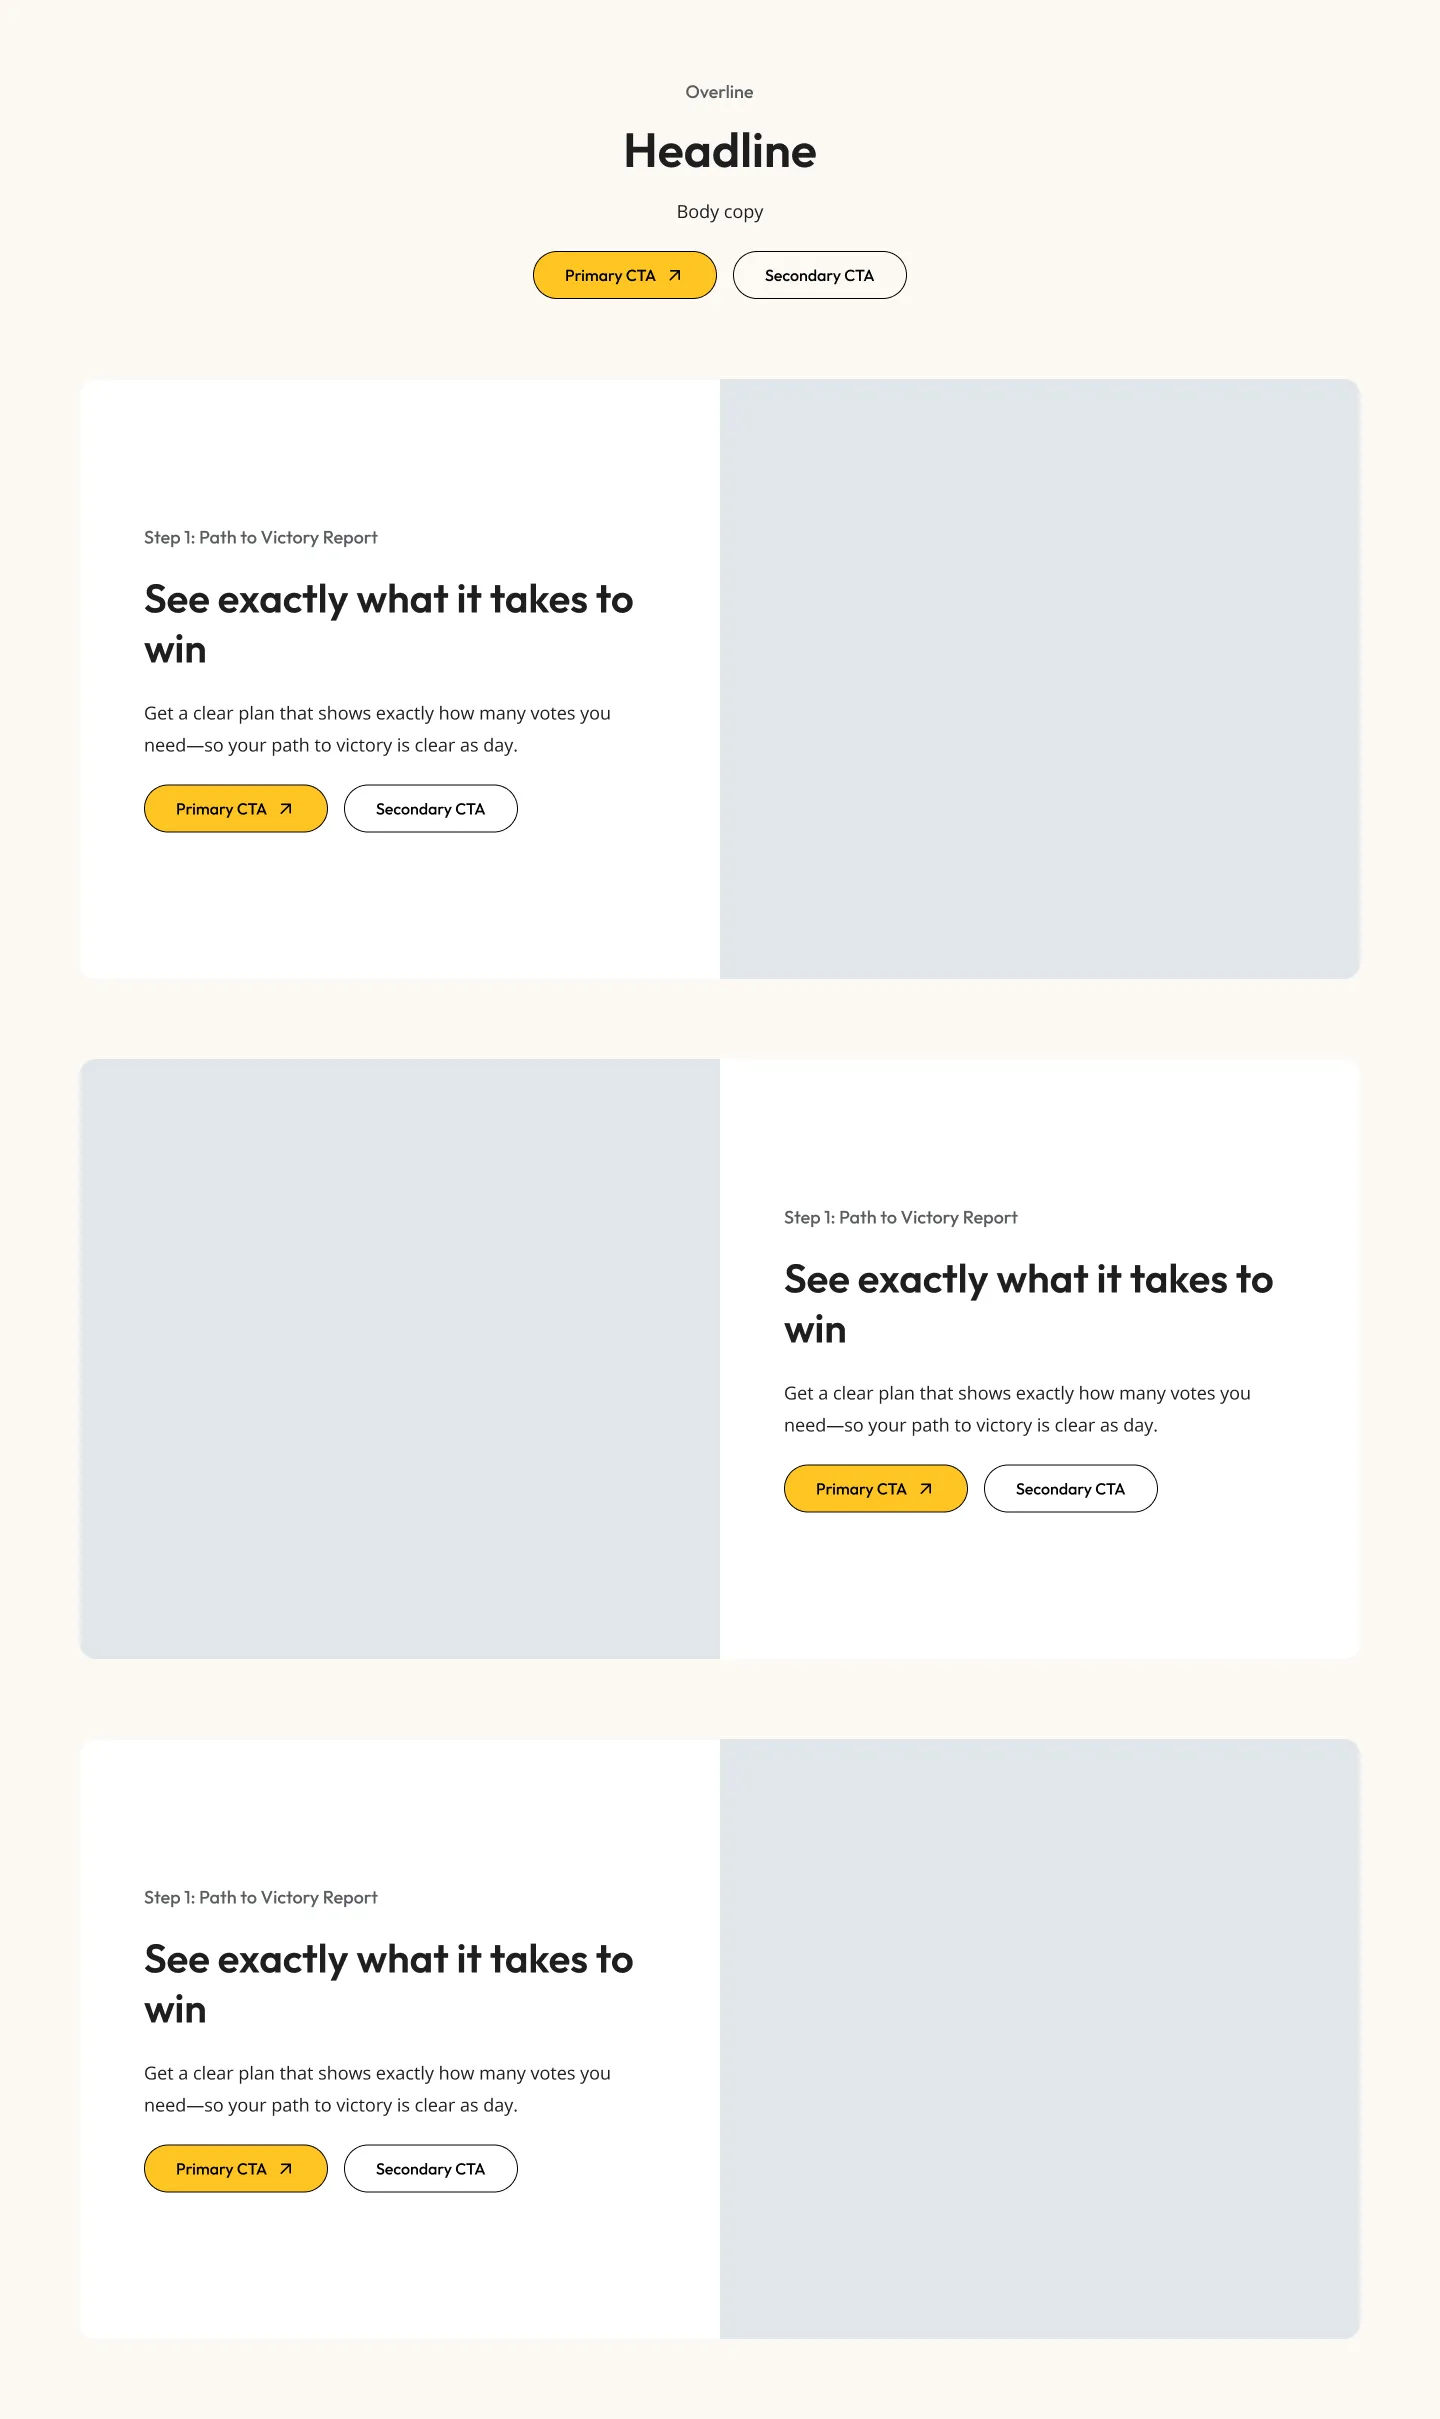 Overline
Headline
Body copy
Primary CTA
Secondary CTA
Step 1: Path to Victory Report
See exactly what it takes to
win
Get a clear plan that shows exactly how many votes you
need—so your path to victory is clear as day.
Primary CTA
Secondary CTA
Step 1: Path to Victory Report
See exactly what it takes to
win
Get a clear plan that shows exactly how many votes you
need—so your path to victory is clear as day.
Primary CTA
Secondary CTA
Step 1: Path to Victory Report
See exactly what it takes to
win
Get a clear plan that shows exactly how many votes you
need—so your path to victory is clear as day.
Primary CTA
Secondary CTA